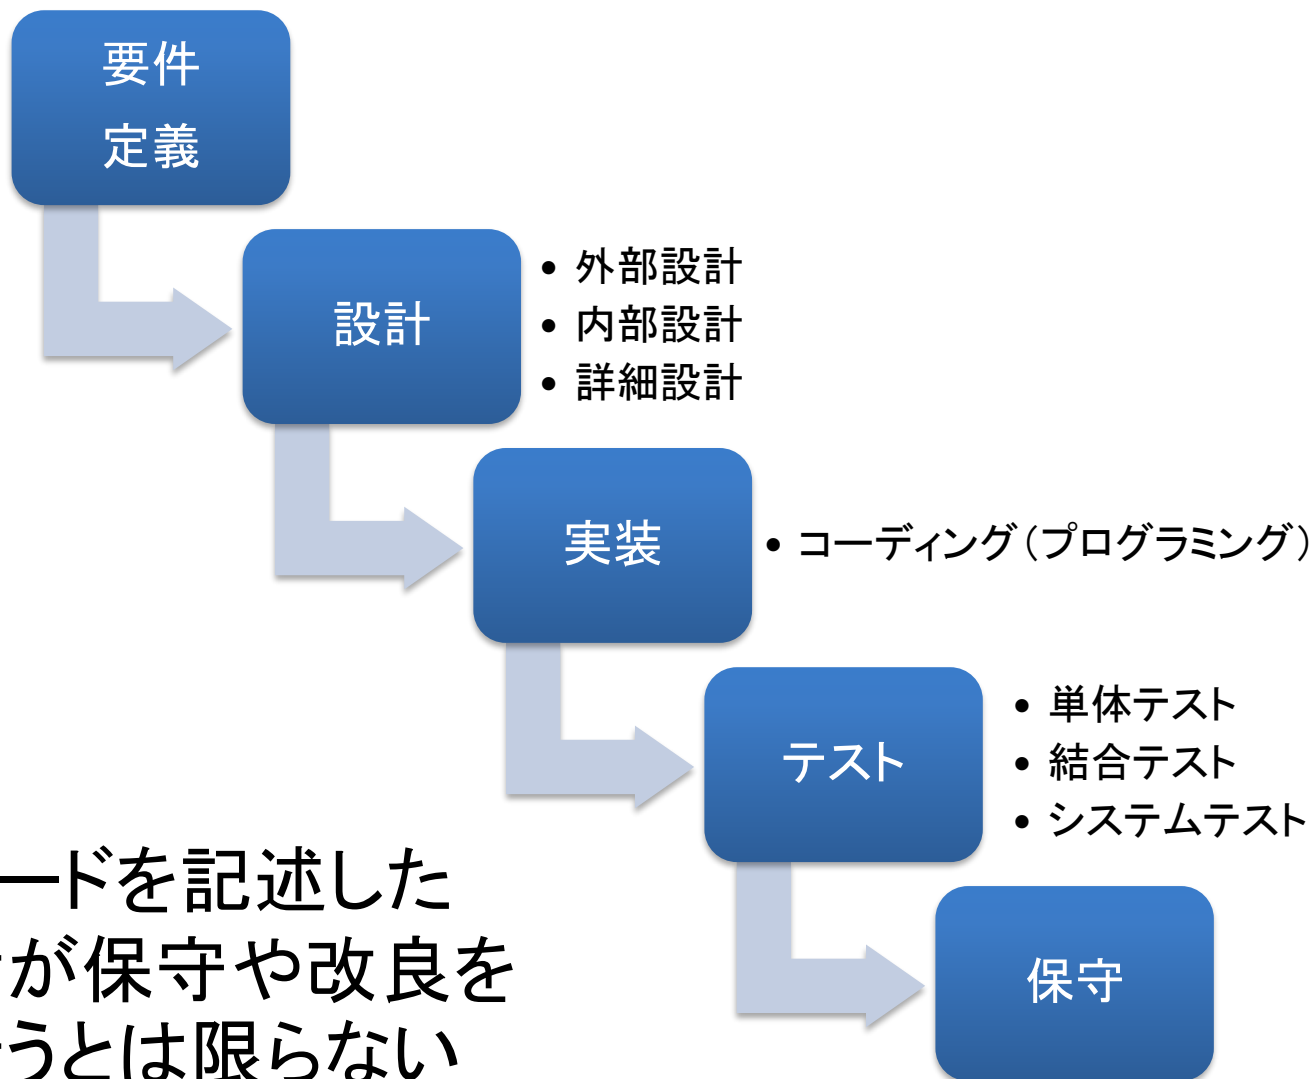 要件
定義
設計
• 外部設計
• 内部設計
• 詳細設計
実装
• コーディング（プログラミング）
テスト
• 単体テスト
• 結合テスト
• システムテスト
ードを記述した
が保守や改良を
うとは限らない
保守